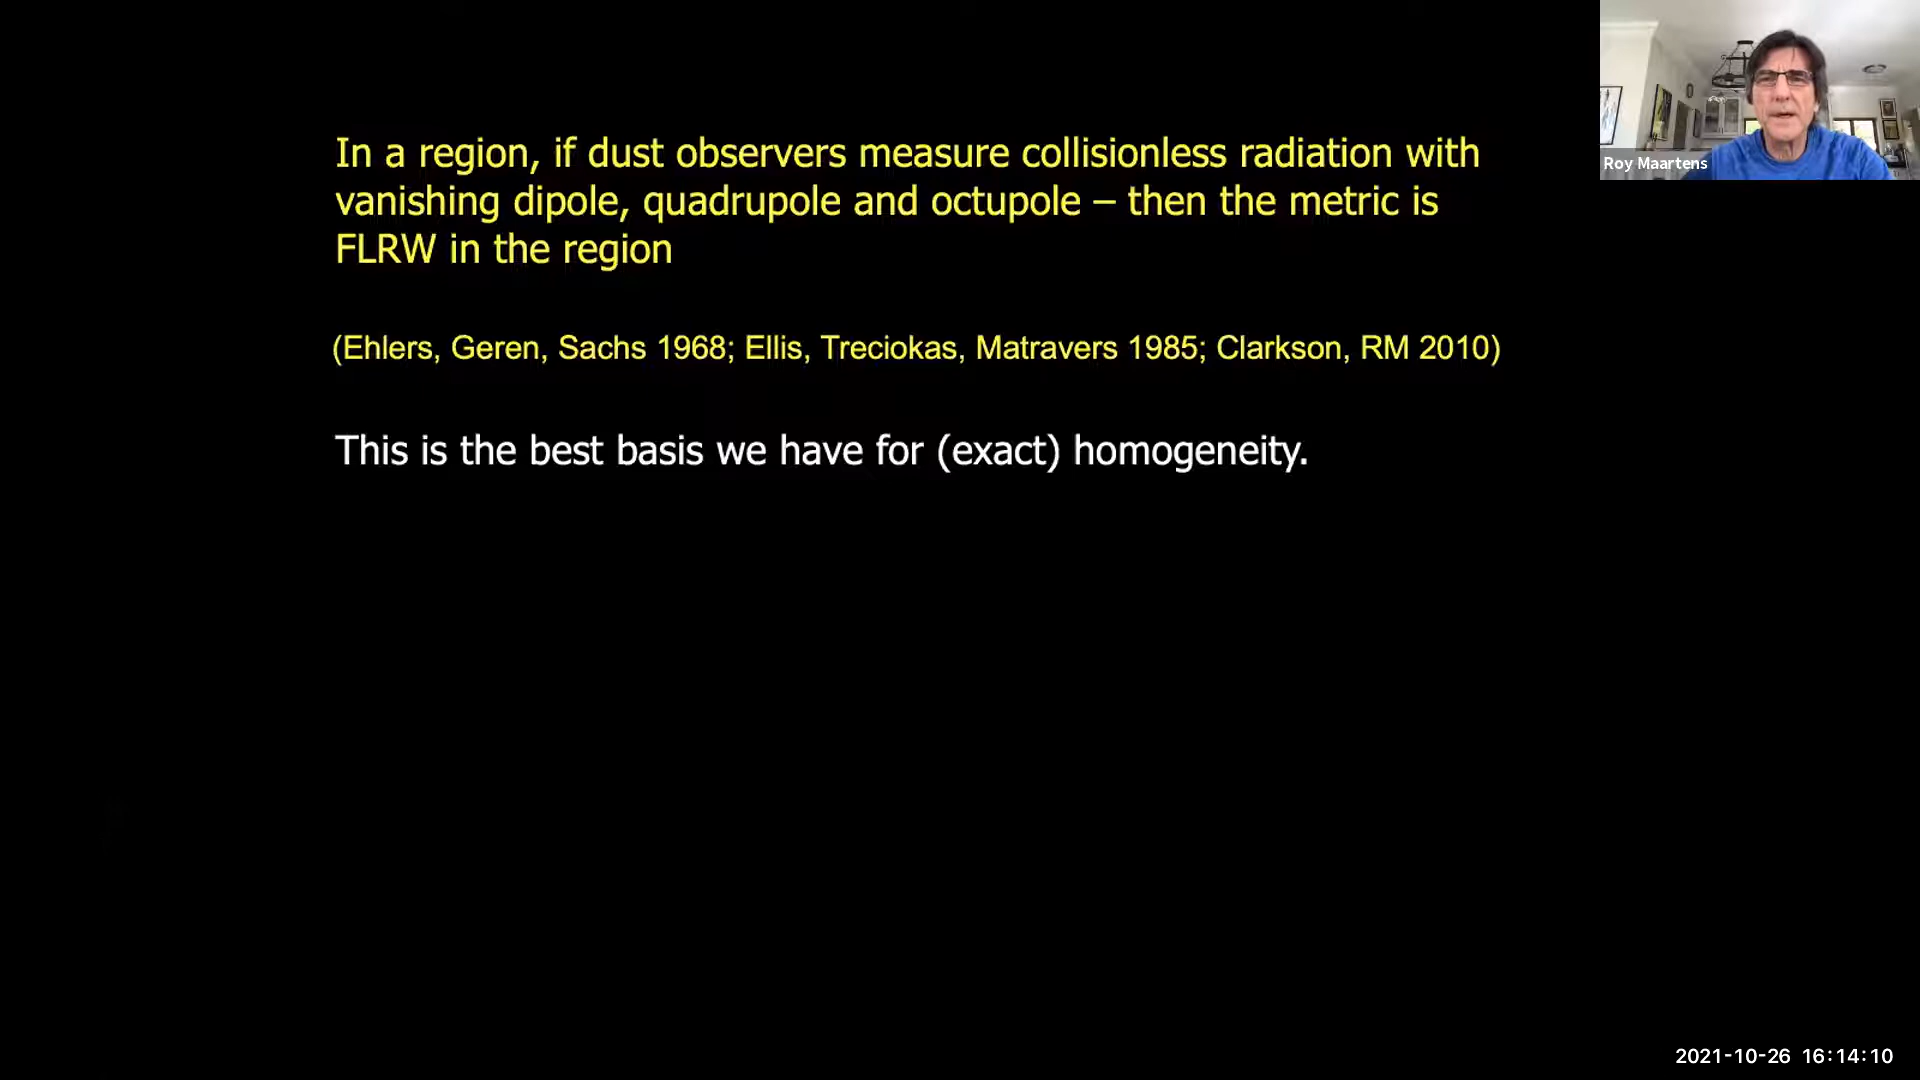 In a region, if dust observers measure collisionless radiation with
vanishing dipole, quadrupole and octupole – then the metric is
FLRW in the region
(Ehlers, Geren, Sachs 1968; Ellis, Treciokas, Matravers 1985; Clarkson, RM 2010)
This is the best basis we have for (exact) homogeneity.
Roy Maartens
2021-10-26 16:14:10